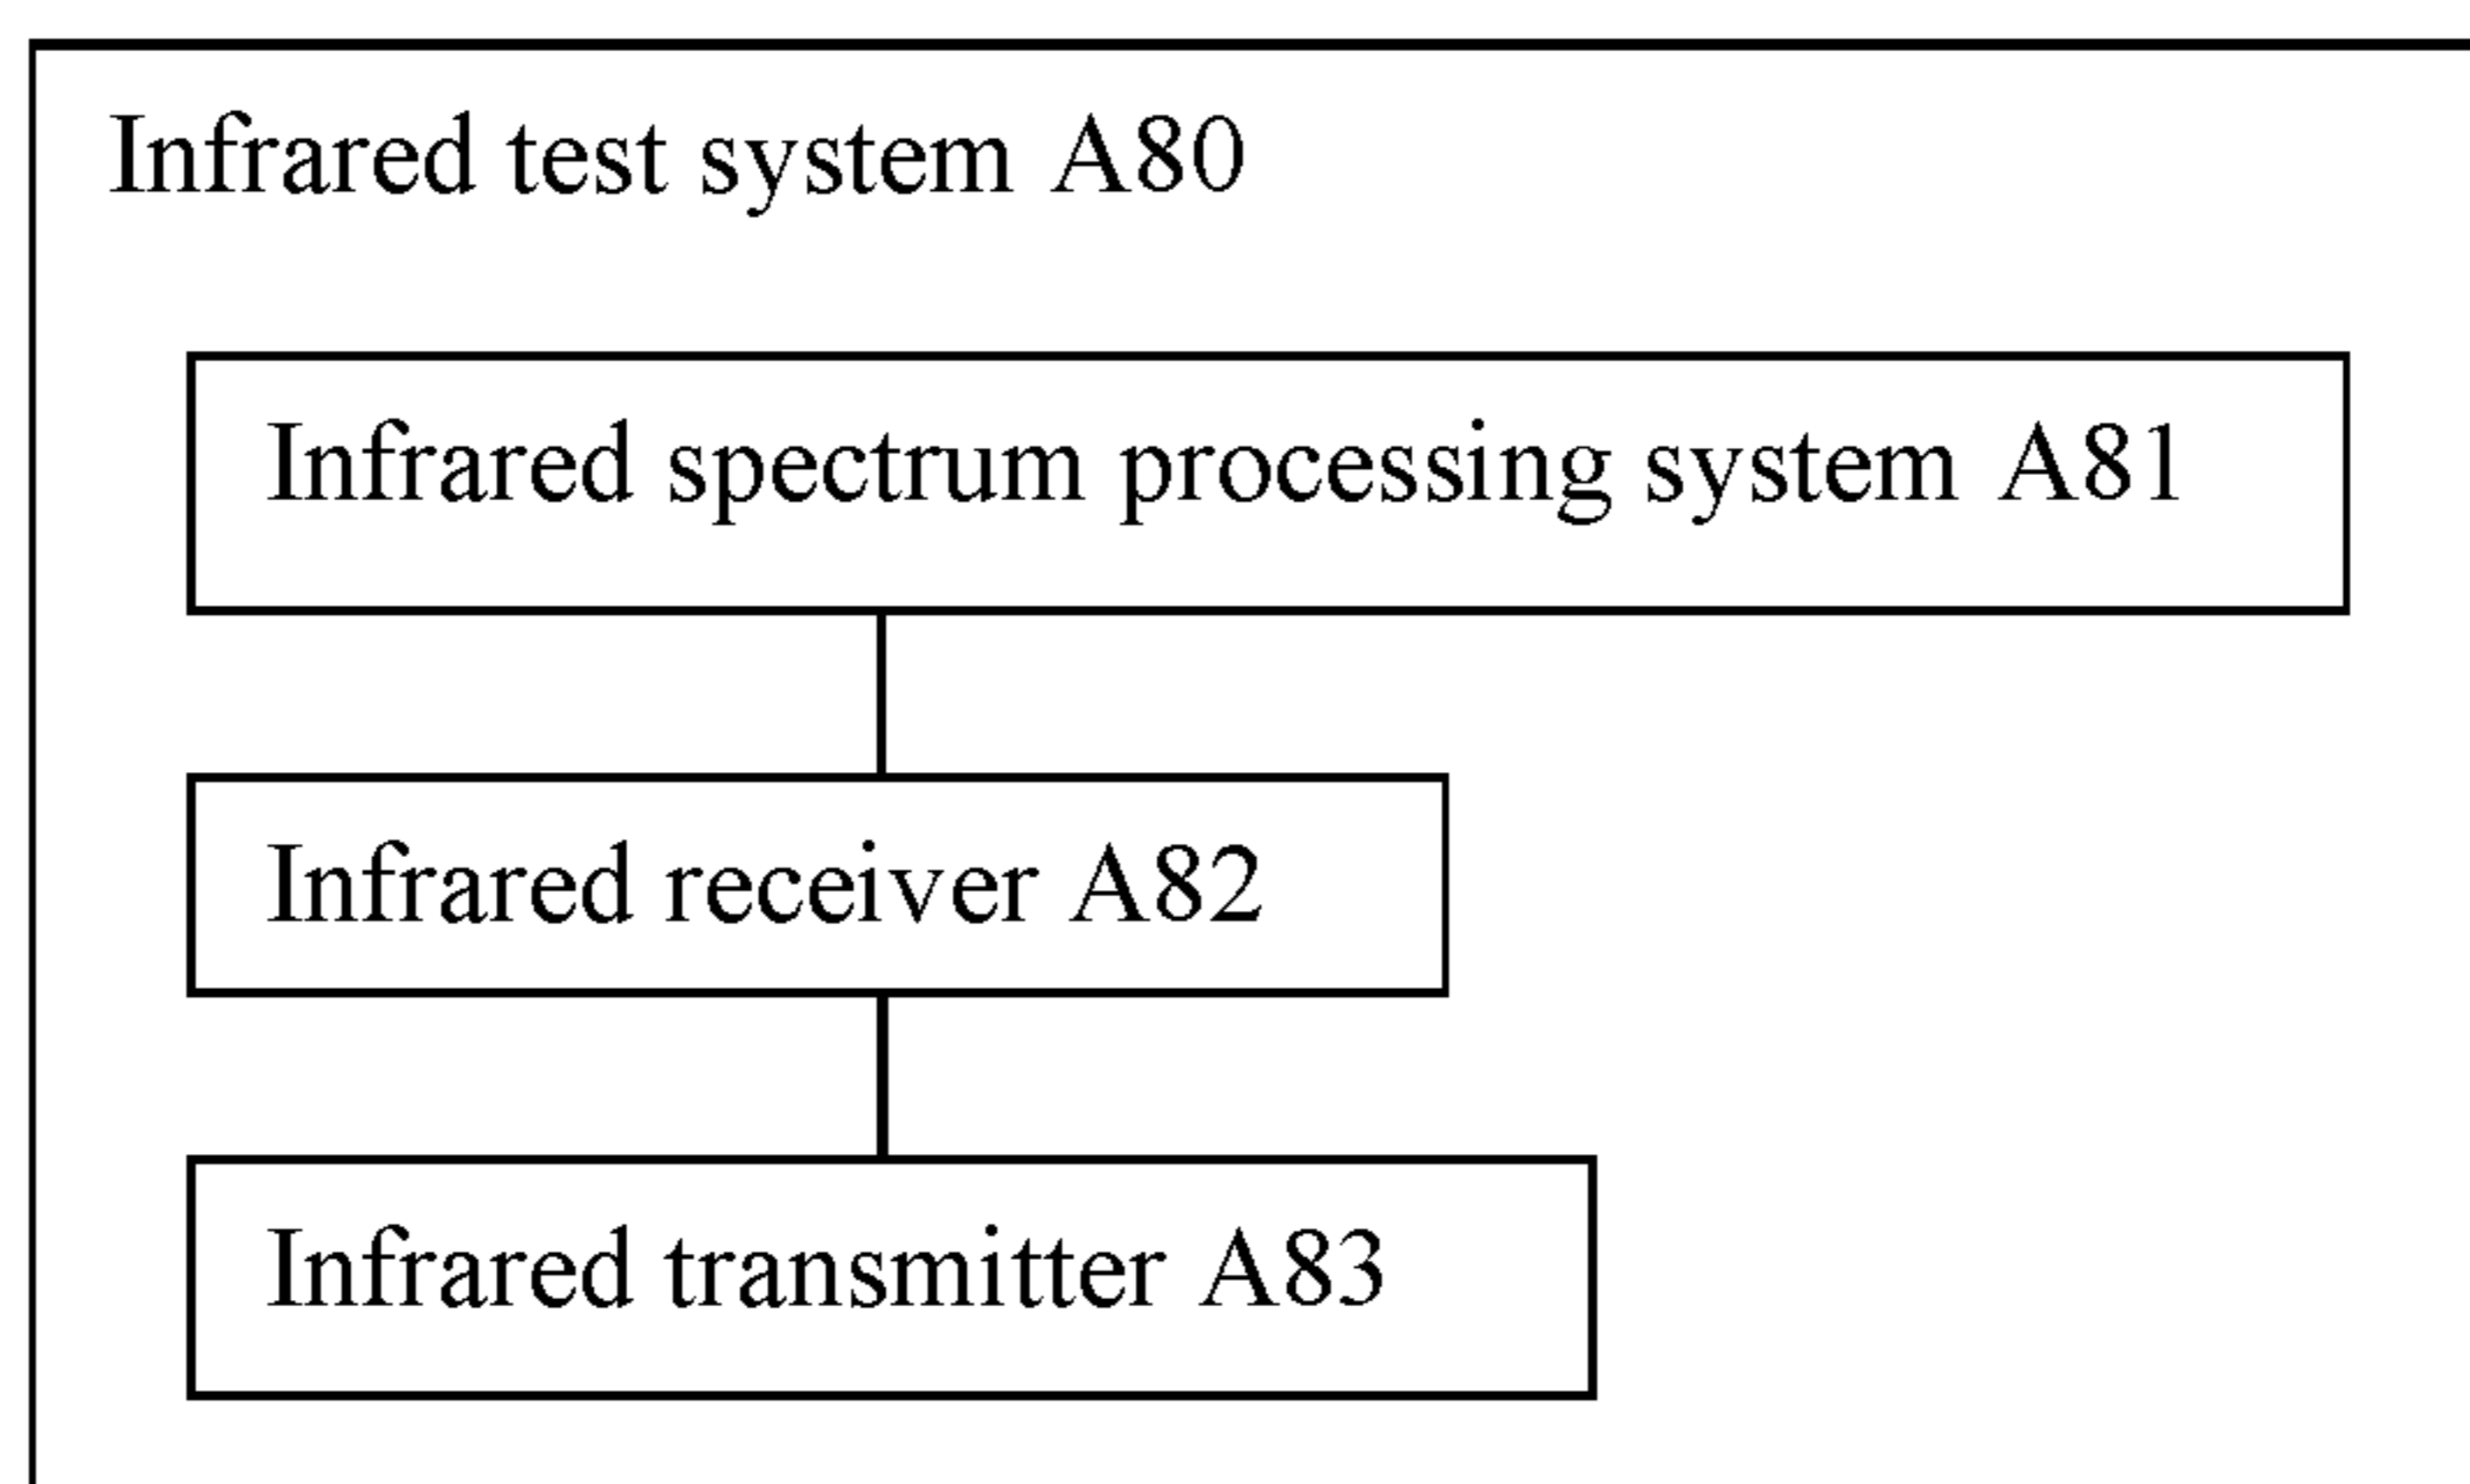 Infrared test system A80
Infrared spectrum processing system A81
Infrared receiver A82
Infrared transmitter A83